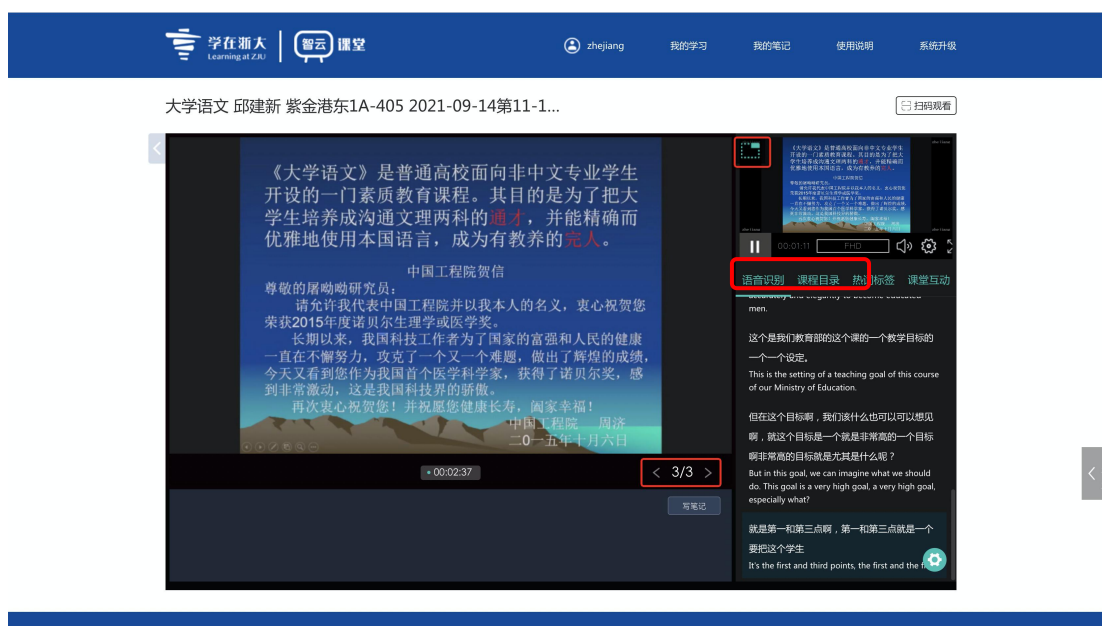 学在浙大
Learning at ZJU
智云 课堂
zhejiang
我的学习
我的笔记
使用说明
系统升级
大学语文 邱建新 紫金港东1A-405 2021-09-14第11-1...
扫码观看
《大学语文》是普通高校面向非中文专业学生
开设的一门素质教育课程。其目的是为了把大
学生培养成沟通文理两科的通才，并能精确而
优雅地使用本国语言，成为有教养的完人。
中国工程院贺信
尊敬的屠呦呦研究员：
请允许我代表中国工程院并以我本人的名义，衷心祝贺您
荣获2015年度诺贝尔生理学或医学奖。
长期以来，我国科技工作者为了国家的富强和人民的健康
一直在不懈努力，攻克了一个又一个难题，做出了辉煌的成绩，
今天又看到您作为我国首个医学科学家，获得了诺贝尔奖，感
到非常激动，这是我国科技界的骄傲。
再次衷心祝贺您！并祝愿您健康长寿，阖家幸福！
中国工程院 周济
二0一五年十月六日
00:02:37
3/3
写笔记
00:01:11
FHD
语音识别
课程目录
热词标签
课堂互动
accurately and elegantly to become educated
men.
这个是我们教育部的这个课的一个教学目标的
一个一个设定。
This is the setting of a teaching goal of this course
of our Ministry of Education.
但在这个目标啊，我们该什么也可以可以想见
啊，就这个目标是一个就是非常高的一个目标
啊非常高的目标就是尤其是什么呢？
But in this goal, we can imagine what we should
do. This goal is a very high goal, a very high goal,
especially what?
就是第一和第三点啊，第一和第三点就是一个
要把这个学生
It's the first and third points, the first and the